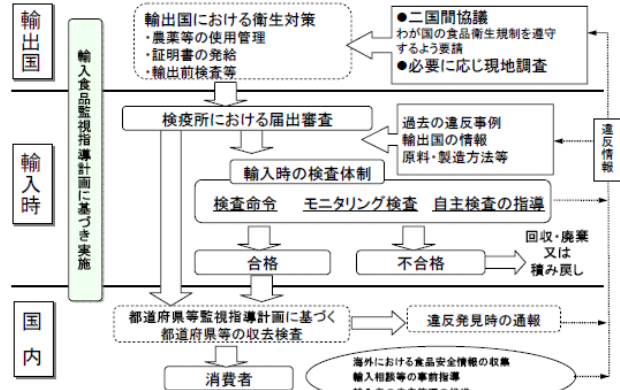 輸出国
輸出国における衛生対策
・農薬等の使用管理
・証明書の発給
・輸出前検査等
●二国間協議
わが国の食品衛生規制を遵守
するよう要請
●必要に応じ現地調査
輸入食品監視指導計画に基づき実施
違反情報
輸入時
検疫所における届出審査
過去の違反事例
輸出国の情報
原料・製造方法等
輸入時の検査体制
検査命令 モニタリング検査 自主検査の指導
合格
不合格
回収・廃棄
又は
積み戻し
国内
都道府県等監視指導計画に基づく
都道府県等の収去検査
違反発見時の通報
消費者
海外における食品安全情報の収集
輸入相談等の事前指導